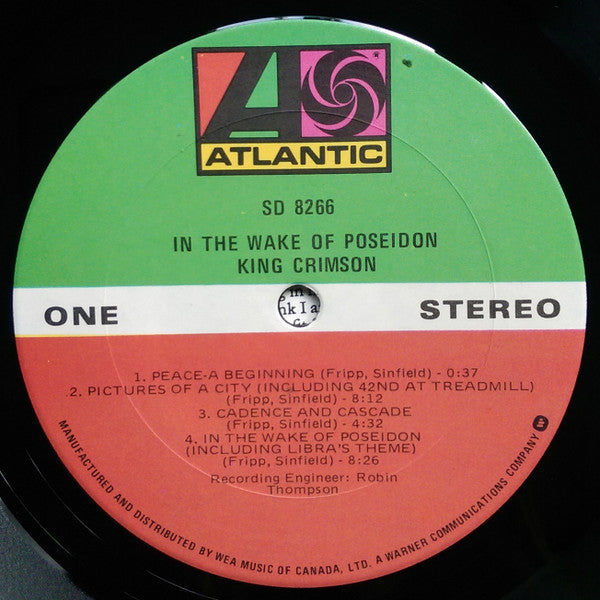 ATLANTIC
SD 8266
IN THE WAKE OF POSEIDON
KING CRIMSON
ONE
STEREO
nk I a
1. PEACE-A BEGINNING (Fripp, Sinfield) - 0:37
2. PICTURES OF A CITY (INCLUDING 42ND AT TREADMILL)
(Fripp, Sinfield) - 8:12
3. CADENCE AND CASCADE
(Fripp, Sinfield) - 4:32
4. IN THE WAKE OF POSEIDON
(INCLUDING LIBRA'S THEME)
(Fripp, Sinfield) - 8:26
Recording Engineer: Robin
Thompson
MANUFACTURED AND DISTRIBUTED BY WEA MUSIC OF CANADA, LTD. A WARNER COMMUNICATIONS COMPANY